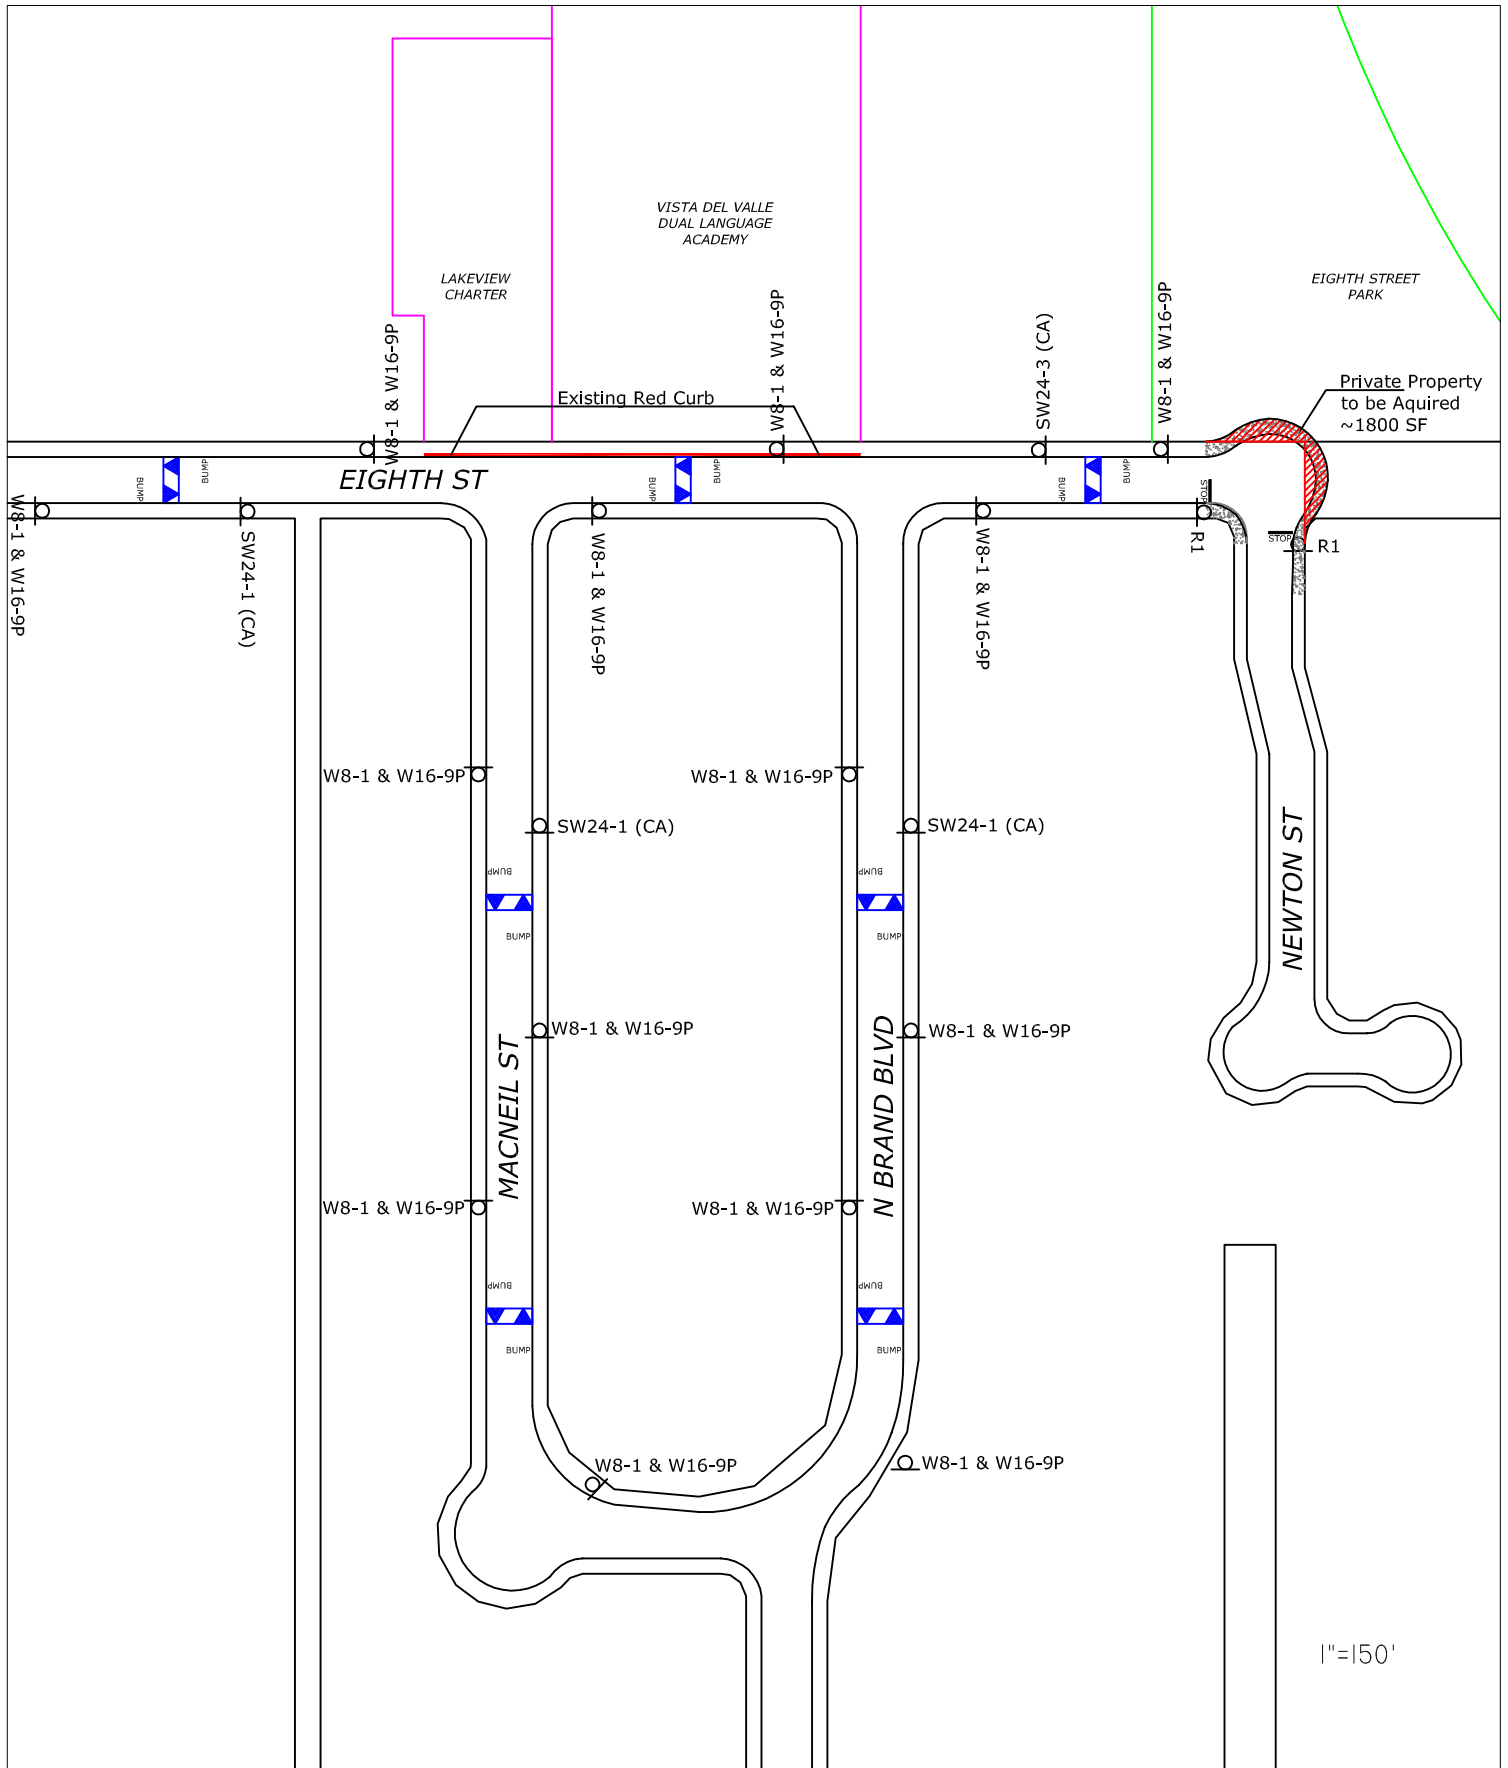 VISTA DEL VALLE
DUAL LANGUAGE
ACADEMY
LAKEVIEW
CHARTER
EIGHTH STREET
PARK
W8-1 & W16-9P
W8-1 & W16-9P
SW24-3 (CA)
W8-1 & W16-9P
Private Property
to be Aquired
~1800 SF
Existing Red Curb
EIGHTH ST
BUMP
BUMP
BUMP
BUMP
BUMP
BUMP
STOP
STOP
R1
R1
W8-1 & W16-9P
SW24-1 (CA)
W8-1 & W16-9P
W8-1 & W16-9P
W8-1 & W16-9P
W8-1 & W16-9P
SW24-1 (CA)
SW24-1 (CA)
BUMP
BUMP
BUMP
BUMP
NEWTON ST
W8-1 & W16-9P
W8-1 & W16-9P
MACNEIL ST
N BRAND BLVD
W8-1 & W16-9P
W8-1 & W16-9P
BUMP
BUMP
BUMP
BUMP
W8-1 & W16-9P
W8-1 & W16-9P
1"=150'